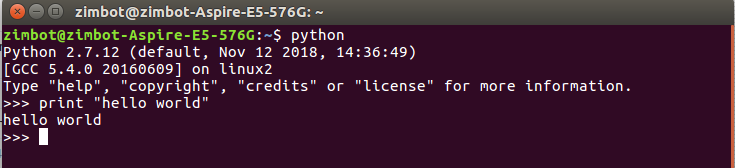 zimbot@zimbot-Aspire-E5-576G: ~
zimbot@zimbot-Aspire-E5-576G:~$ python
Python 2.7.12 (default, Nov 12 2018, 14:36:49)
[GCC 5.4.0 20160609] on linux2
Type "help", "copyright", "credits" or "license" for more information.
>>> print "hello world"
hello world
>>>